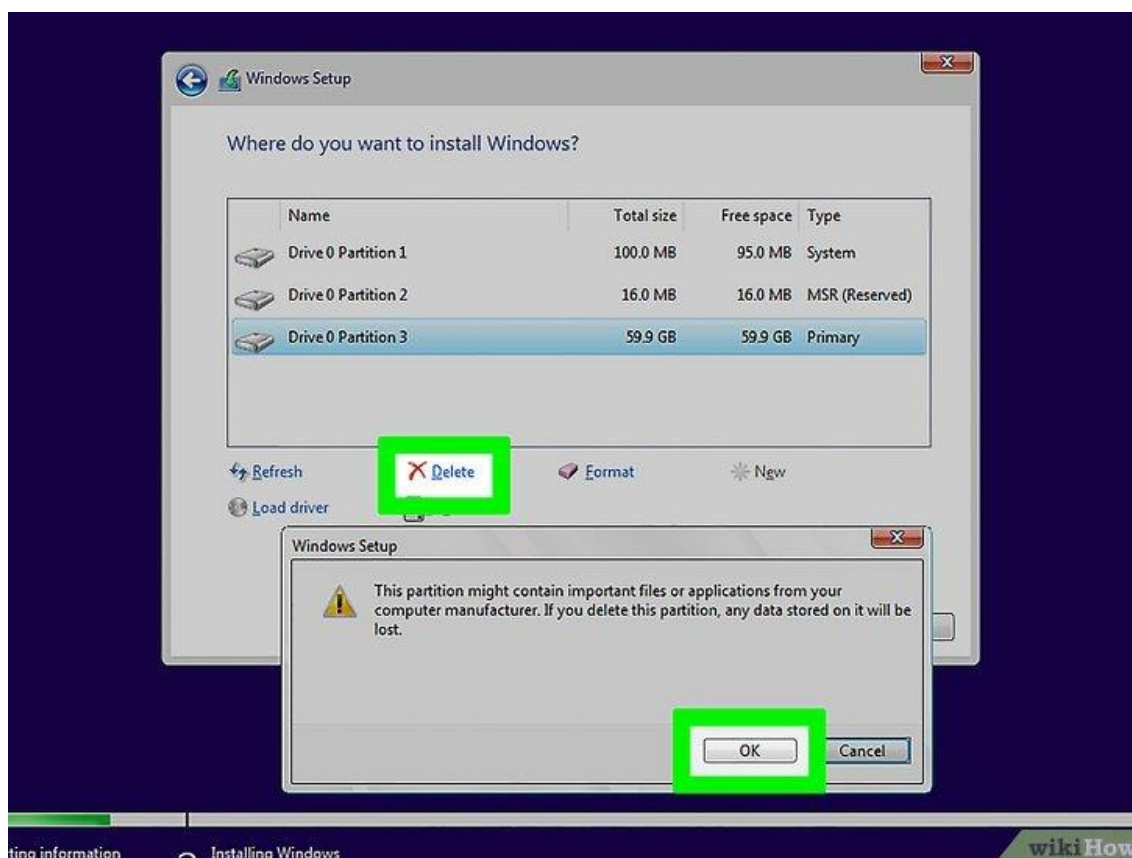 Windows Setup
Where do you want to install Windows?
Name Total size Free space Type
Drive 0 Partition 1 100.0 MB 95.0 MB System
Drive 0 Partition 2 16.0 MB 16.0 MB MSR (Reserved)
Drive 0 Partition 3 59.9 GB 59.9 GB Primary
Refresh Delete Format New
Load driver
Windows Setup
This partition might contain important files or applications from your
computer manufacturer. If you delete this partition, any data stored on it will be
lost.
OK Cancel
information Installing Windows
wikiHow